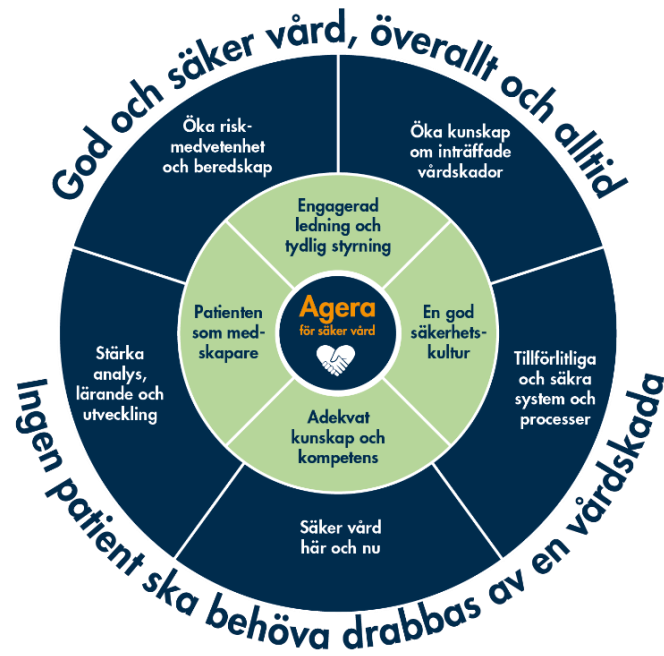 God och säker vård, överallt och alltid
Öka risk-
medvetenhet
och beredskap
Öka kunskap
om inträffade
vårdskador
Engagerad
ledning och
tydlig styrning
Patienten
som med-
skapare
Agera
för säker vård
En god
säkerhets-
kultur
Stärka
analys,
lärande och
utveckling
Tillförlitliga
och säkra
system och
processer
Adekvat
kunskap och
kompetens
Säker vård
här och nu
Ingen patient ska behöva drabbas av en vårdskada